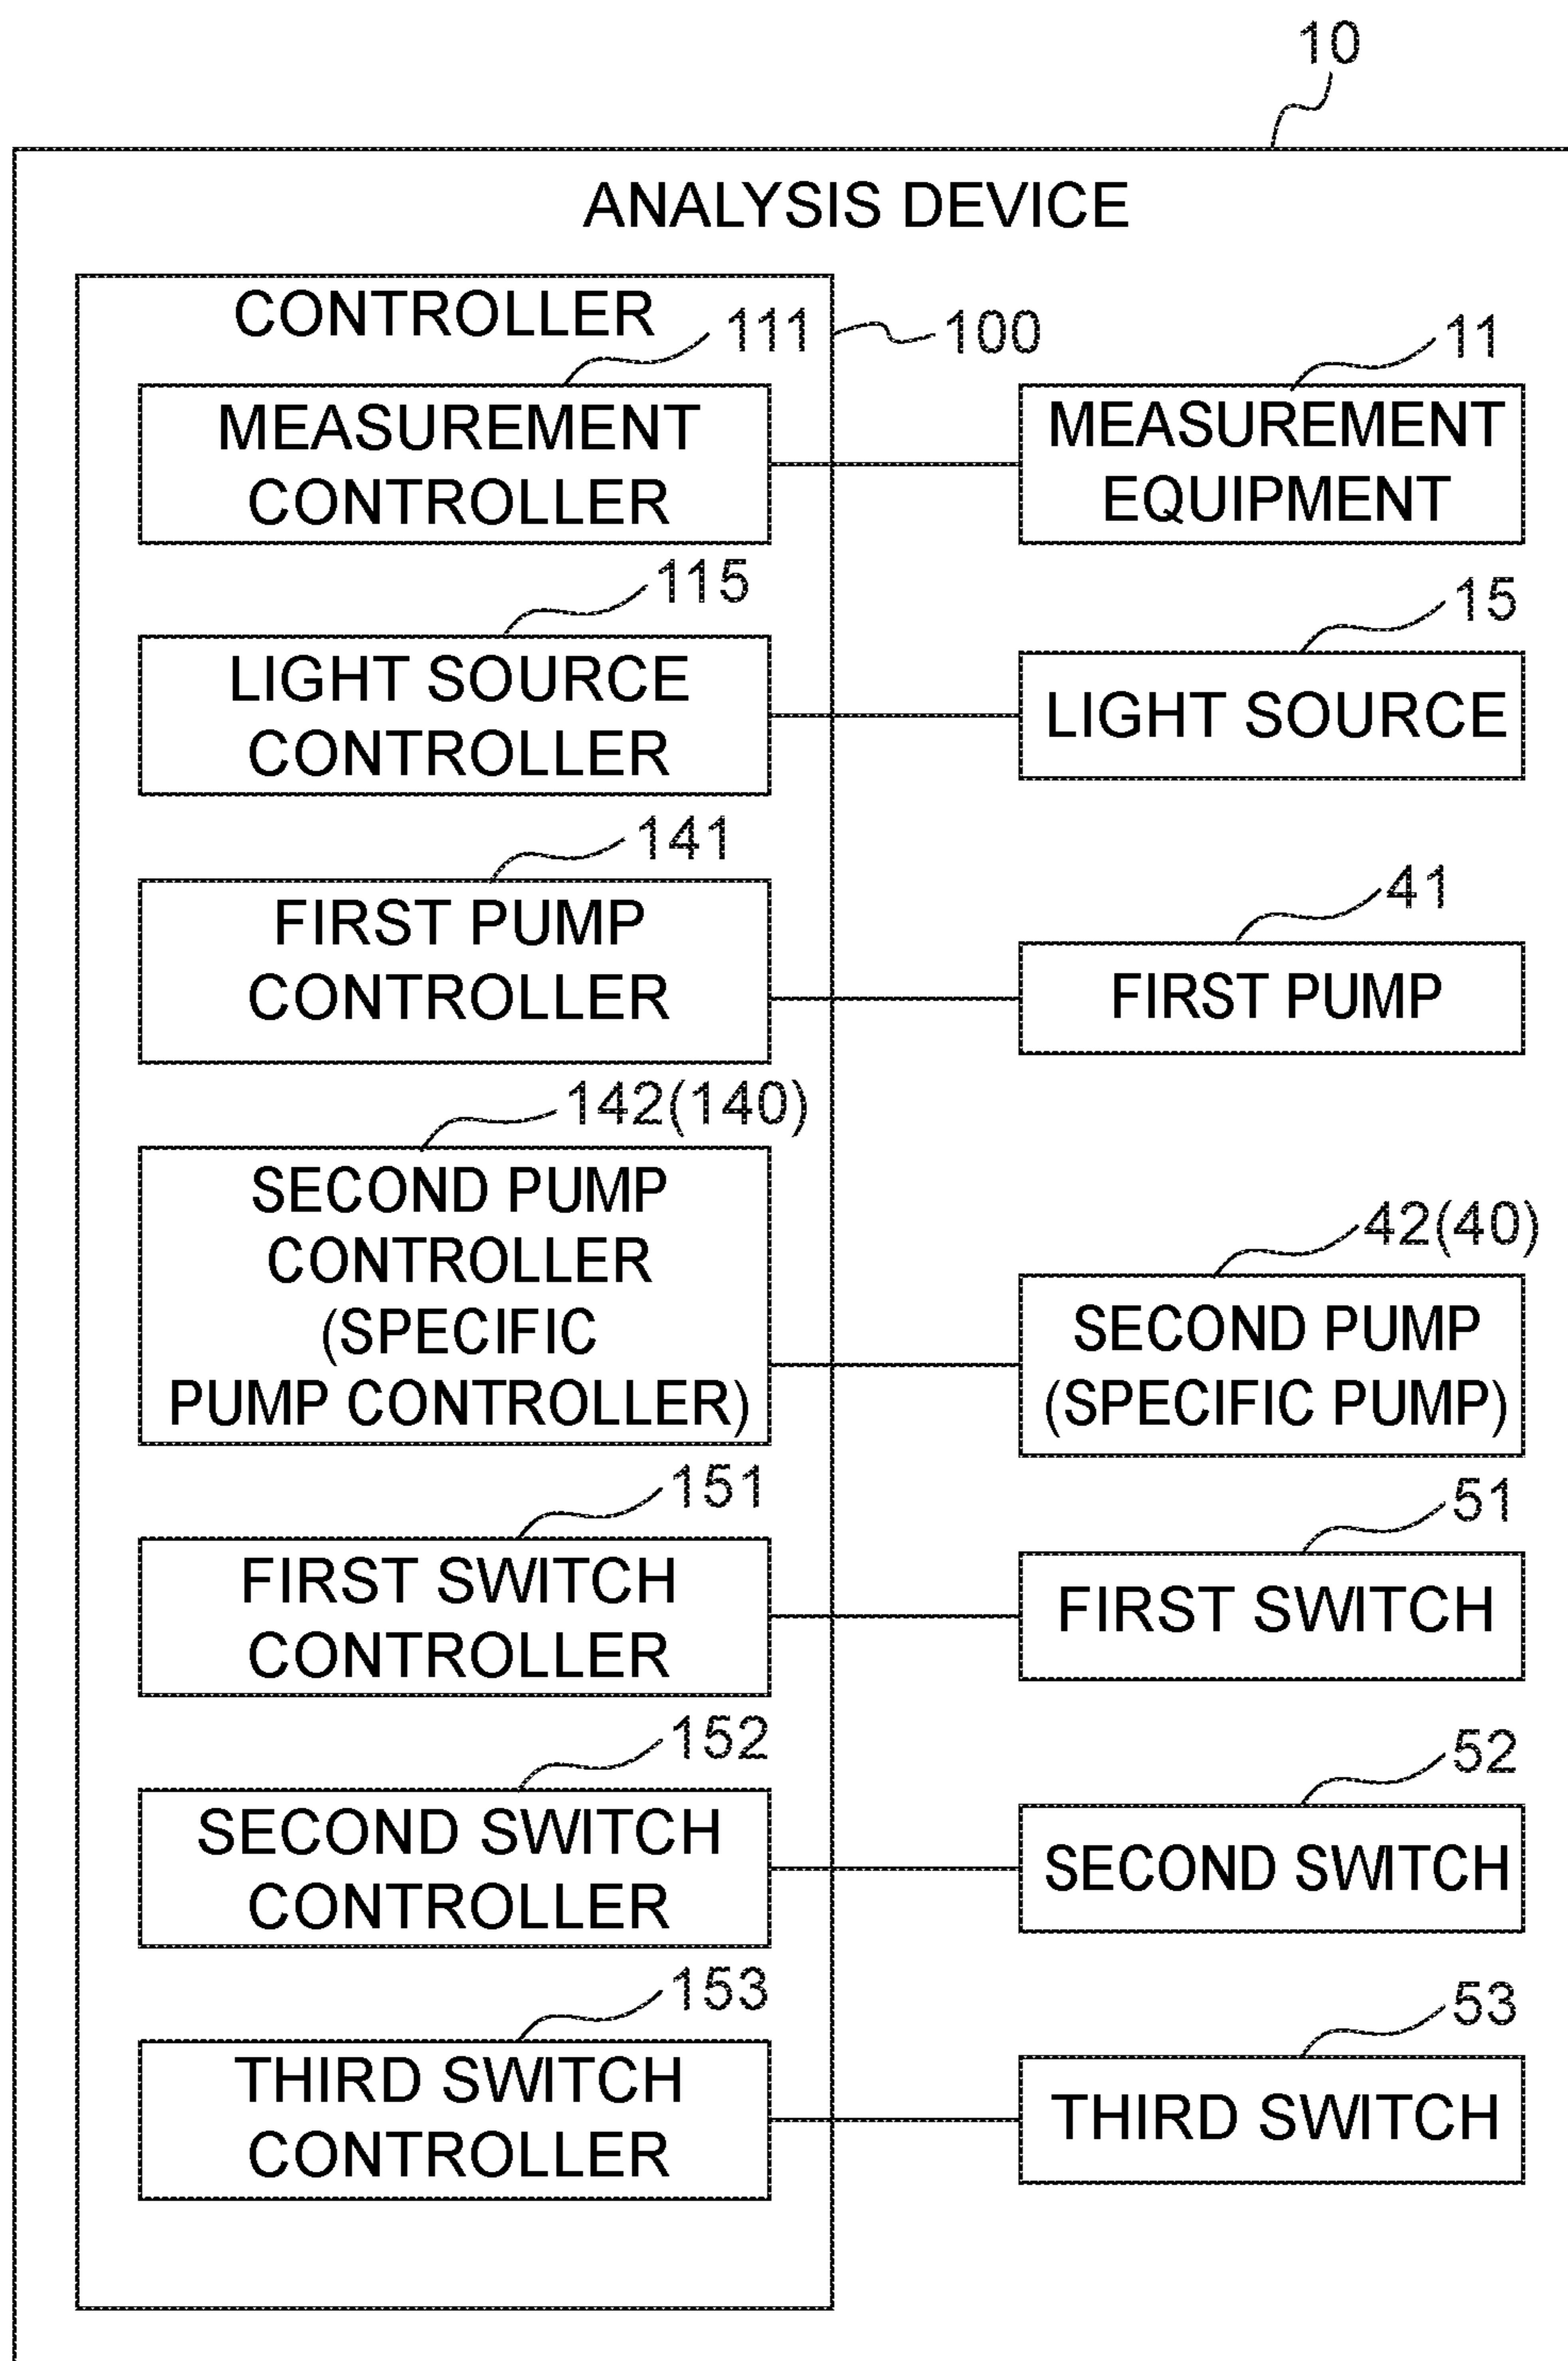 10
ANALYSIS DEVICE
CONTROLLER
100
111
MEASUREMENT
CONTROLLER
11
MEASUREMENT
EQUIPMENT
115
LIGHT SOURCE
CONTROLLER
15
LIGHT SOURCE
141
FIRST PUMP
CONTROLLER
41
FIRST PUMP
142(140)
SECOND PUMP
CONTROLLER
(SPECIFIC
PUMP CONTROLLER)
42(40)
SECOND PUMP
(SPECIFIC PUMP)
151
FIRST SWITCH
CONTROLLER
51
FIRST SWITCH
152
SECOND SWITCH
CONTROLLER
52
SECOND SWITCH
153
THIRD SWITCH
CONTROLLER
53
THIRD SWITCH